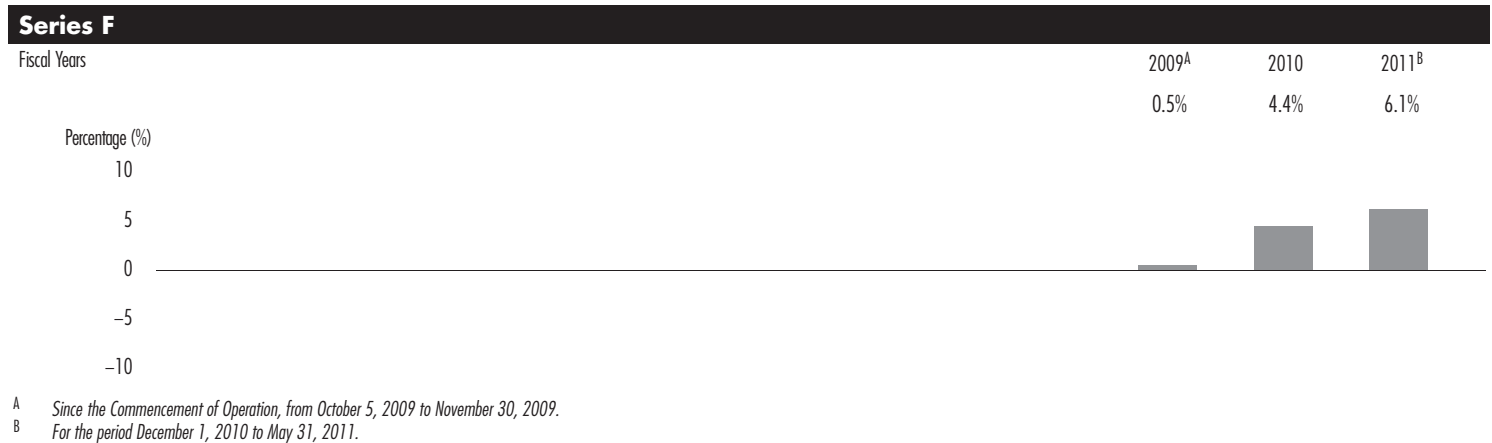 Series F
Fiscal Years 2009A 2010 2011B
0.5% 4.4% 6.1%
Percentage (%)
10
5
0
–5
–10
A Since the Commencement of Operation, from October 5, 2009 to November 30, 2009.
B For the period December 1, 2010 to May 31, 2011.